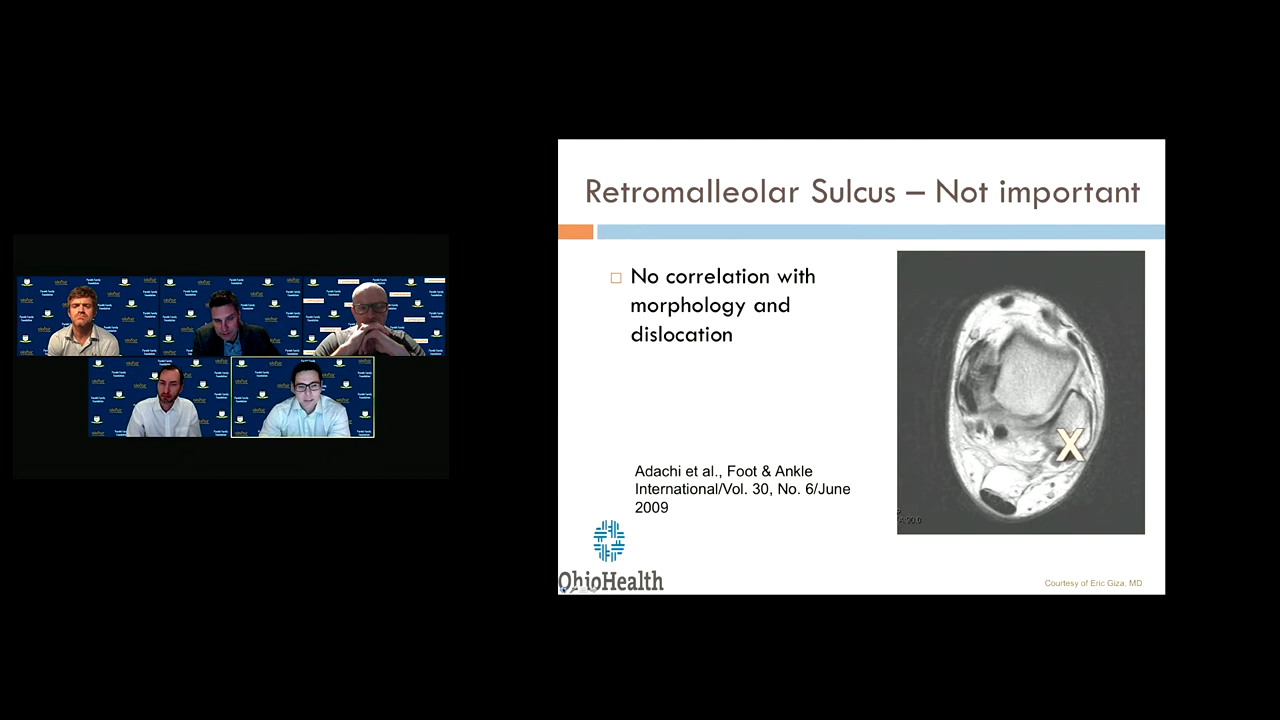 Retromalleolar Sulcus – Not important
No correlation with
morphology and
dislocation
X
Adachi et al., Foot & Ankle
International/Vol. 30, No. 6/June
2009
OhioHealth
Courtesy of Eric Giza, MD